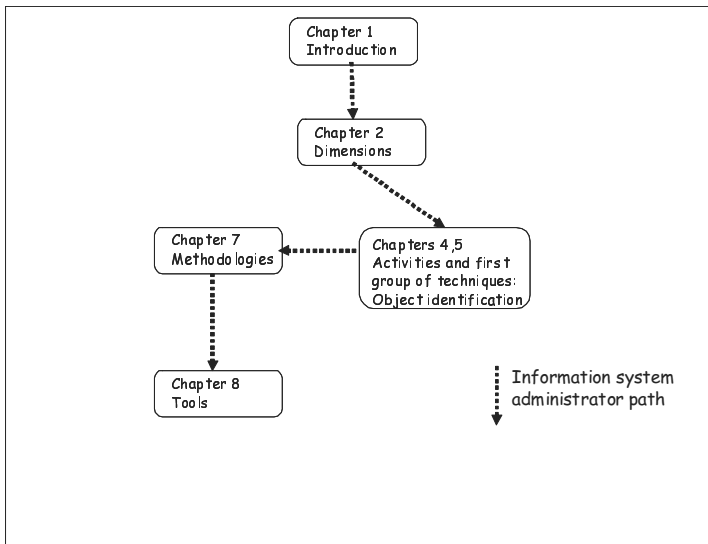 Chapter 1
Introduction
Chapter 2
Dimensions
Chapter 7
Methodologies
Chapters 4,5
Activities and first
group of techniques:
Object identification
Chapter 8
Tools
Information system
administrator path